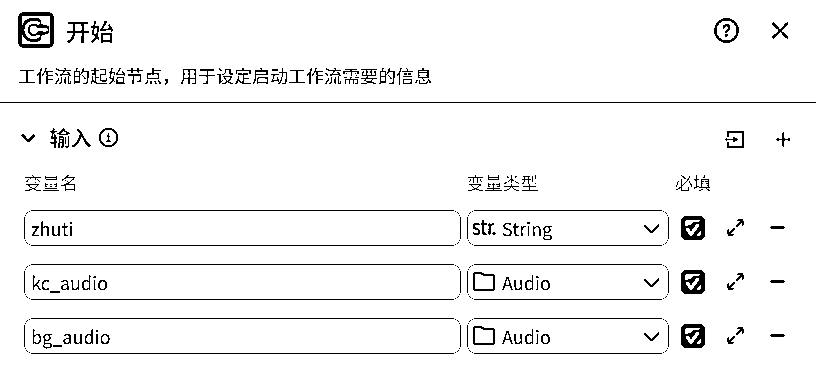 开始
工作流的起始节点，用于设定启动工作流需要的信息
输入
变量名 变量类型 必填
zhuti str. String
kc_audio Audio
bg_audio Audio